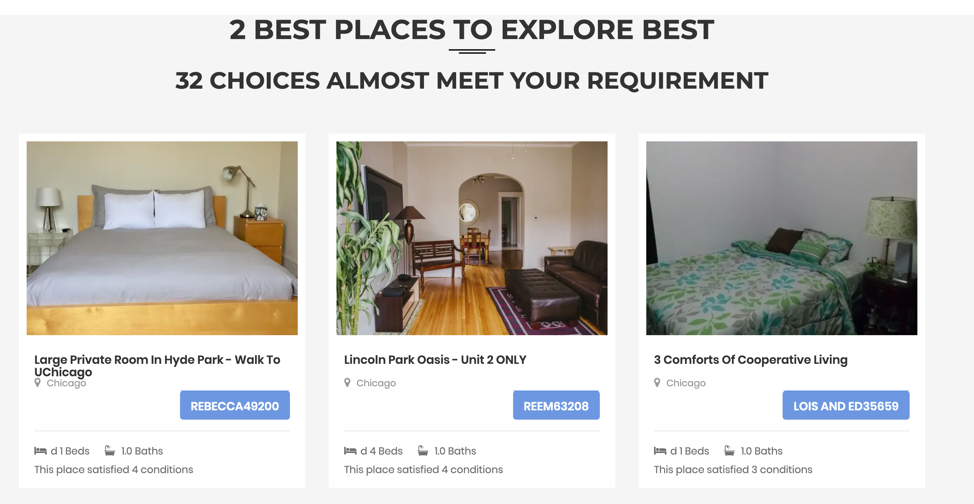 2 BEST PLACES TO EXPLORE BEST
32 CHOICES ALMOST MEET YOUR REQUIREMENT
Large Private Room In Hyde Park - Walk To
UChicago
Chicago
REBECCA49200
d 1 Beds 1.0 Baths
This place satisfied 4 conditions
Lincoln Park Oasis - Unit 2 ONLY
Chicago
REEM63208
d 4 Beds 1.0 Baths
This place satisfied 4 conditions
3 Comforts Of Cooperative Living
Chicago
LOIS AND ED35659
d 1 Beds 1.0 Baths
This place satisfied 3 conditions